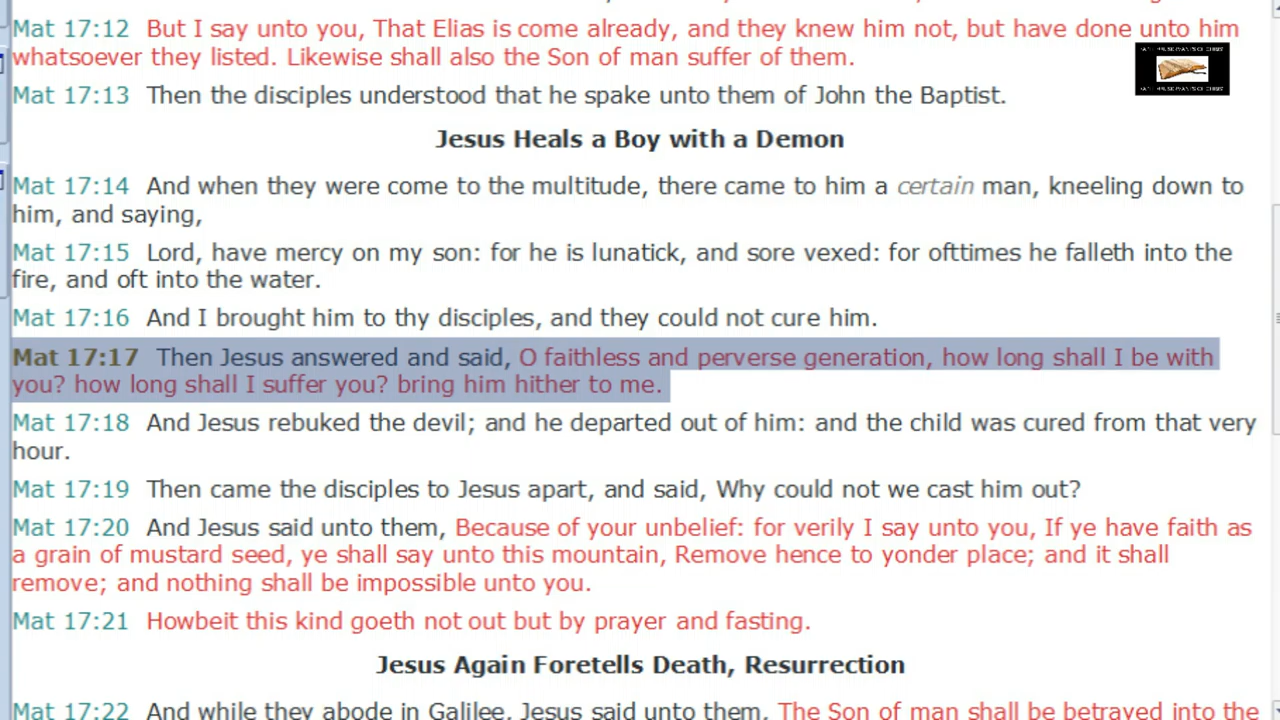 Mat 17:12 But I say unto you, That Elias is come already, and they knew him not, but have done unto him
whatsoever they listed. Likewise shall also the Son of man suffer of them.
Mat 17:13 Then the disciples understood that he spake unto them of John the Baptist.
Jesus Heals a Boy with a Demon
Mat 17:14 And when they were come to the multitude, there came to him a certain man, kneeling down to
him, and saying,
Mat 17:15 Lord, have mercy on my son: for he is lunatick, and sore vexed: for ofttimes he falleth into the
fire, and oft into the water.
Mat 17:16 And I brought him to thy disciples, and they could not cure him.
Mat 17:17 Then Jesus answered and said, O faithless and perverse generation, how long shall I be with
you? how long shall I suffer you? bring him hither to me.
Mat 17:18 And Jesus rebuked the devil; and he departed out of him: and the child was cured from that very
hour.
Mat 17:19 Then came the disciples to Jesus apart, and said, Why could not we cast him out?
Mat 17:20 And Jesus said unto them, Because of your unbelief: for verily I say unto you, If ye have faith as
a grain of mustard seed, ye shall say unto this mountain, Remove hence to yonder place; and it shall
remove; and nothing shall be impossible unto you.
Mat 17:21 Howbeit this kind goeth not out but by prayer and fasting.
Jesus Again Foretells Death, Resurrection
Mat 17:22 And while they abode in Galilee, Jesus said unto them, The Son of man shall be betrayed into the